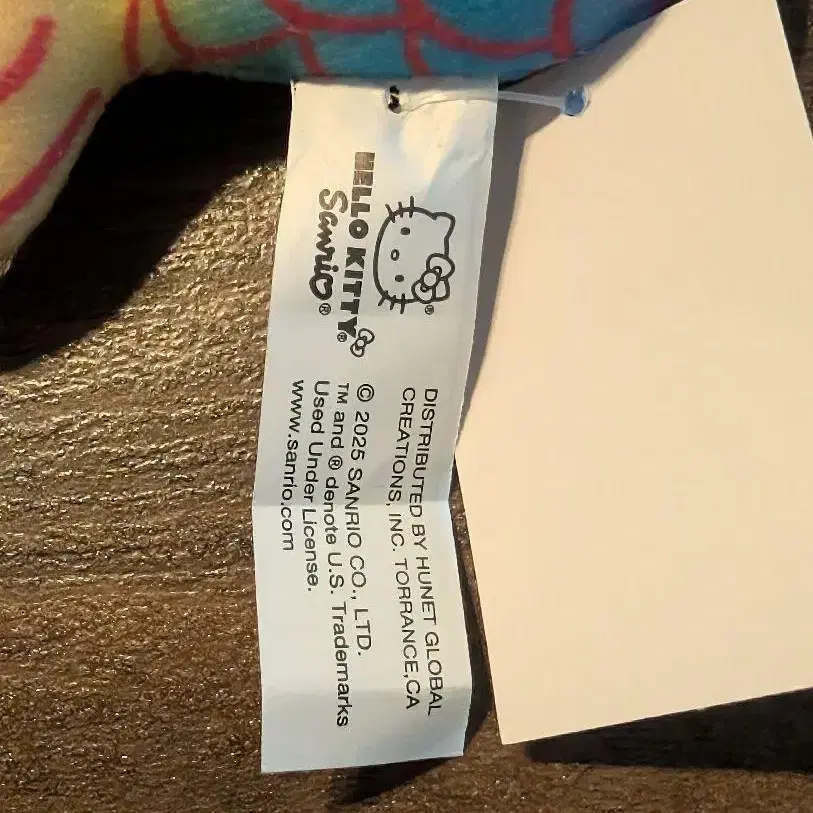 HELLO KITTY®
Sanrio®
®
DISTRIBUTED BY HUNET GLOBAL
CREATIONS, INC. TORRANCE,CA
© 2025 SANRIO CO., LTD.
TM and ® denote U.S. Trademarks
Used Under License.
www.sanrio.com